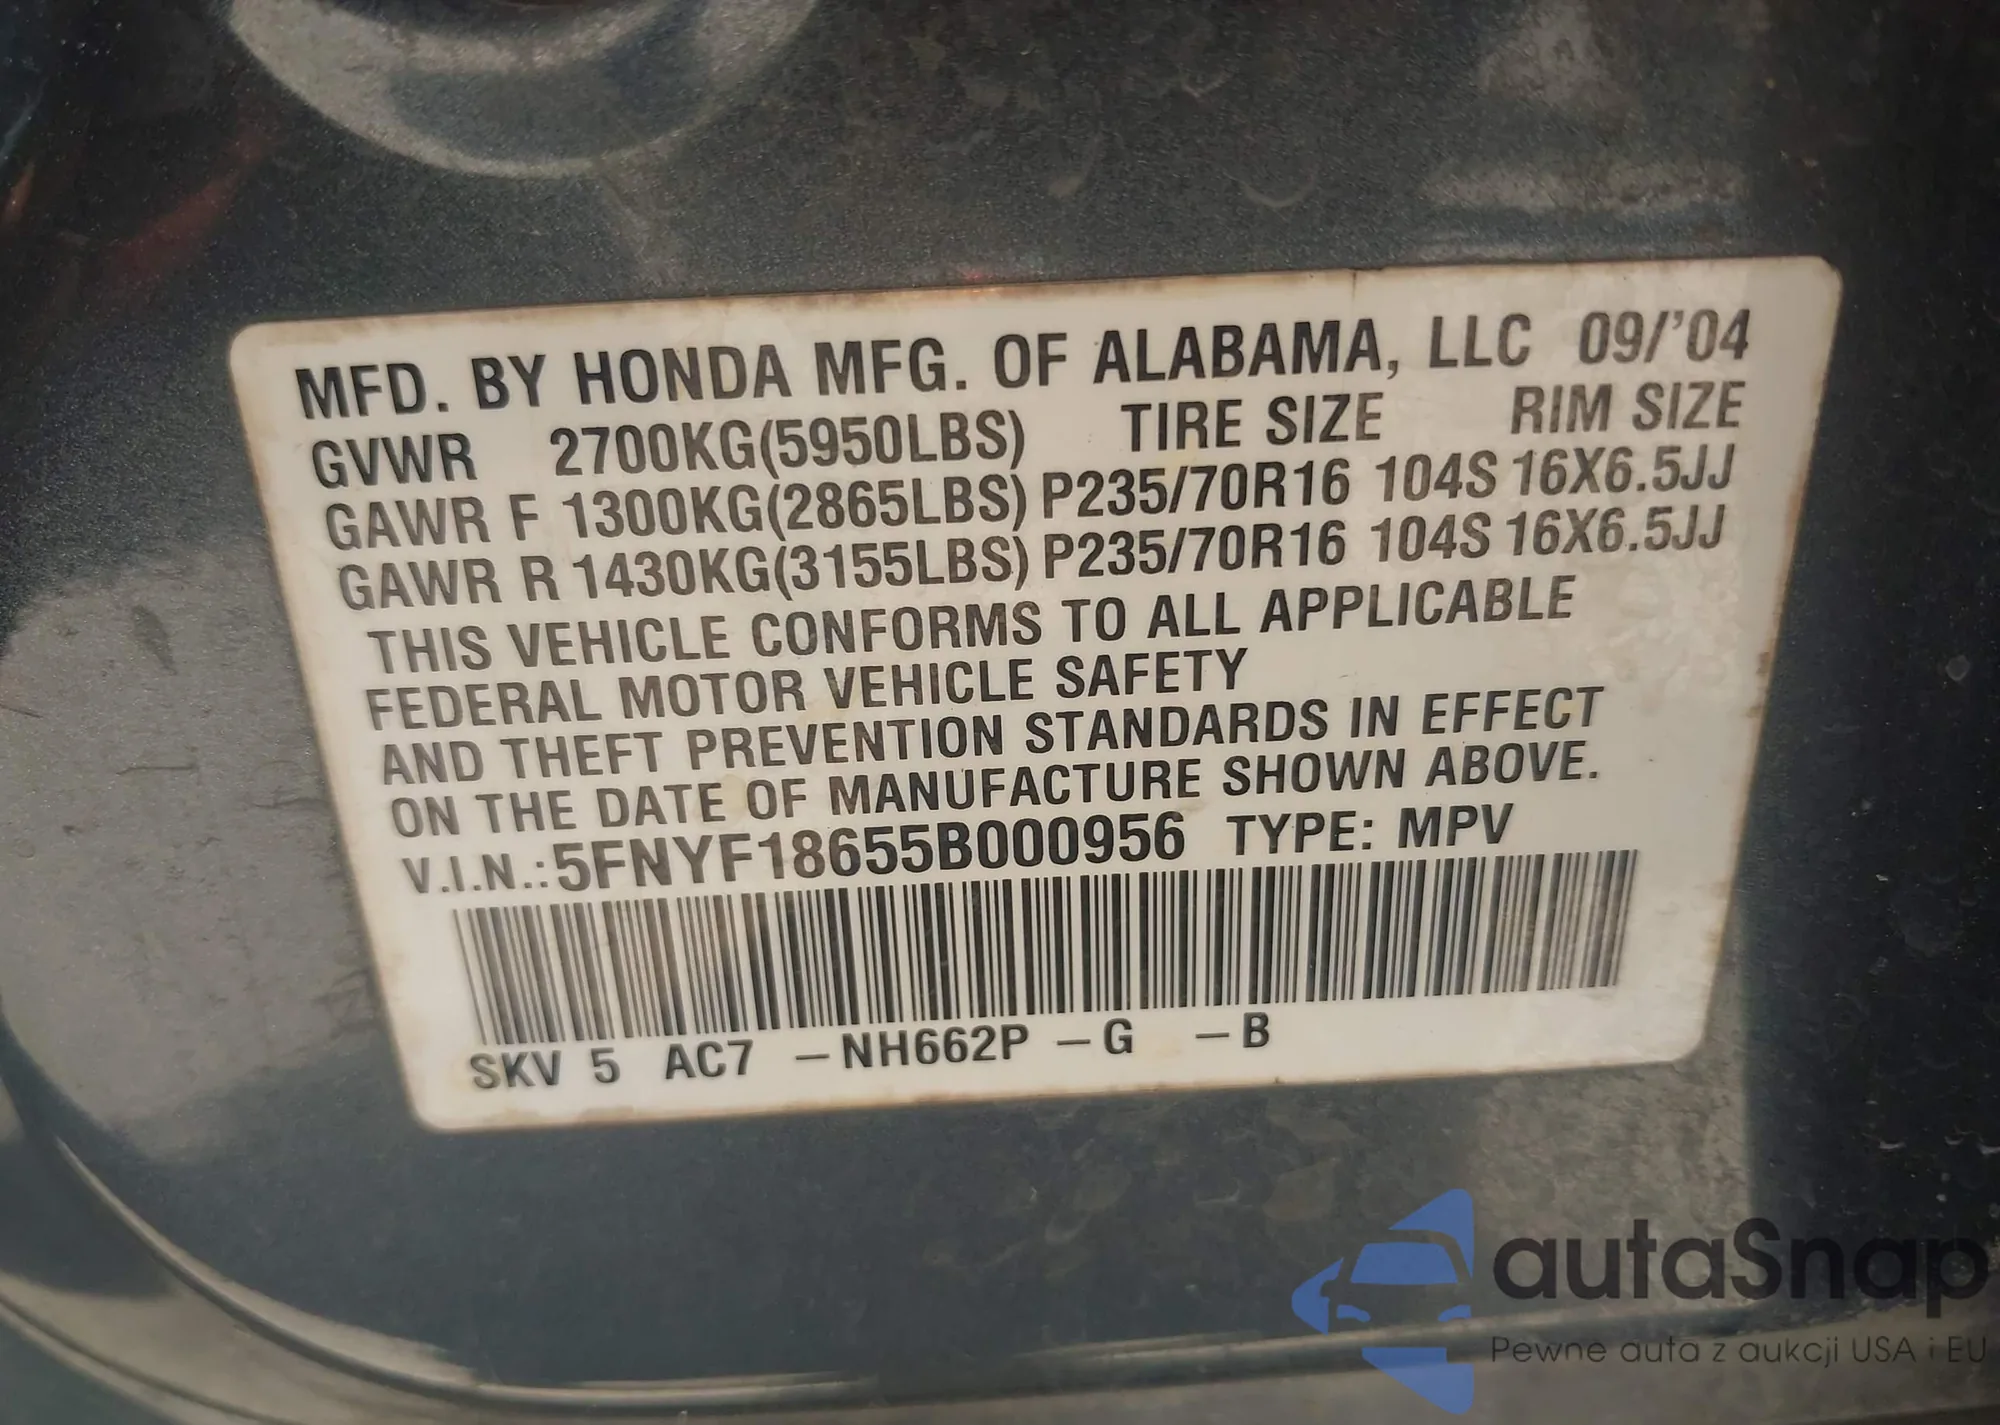 MFD. BY HONDA MFG. OF ALABAMA, LLC 09/'04
GVWR 2700KG(5950LBS) TIRE SIZE RIM SIZE
GAWR F 1300KG(2865LBS) P235/70R16 104S 16X6.5JJ
GAWR R 1430KG(3155LBS) P235/70R16 104S 16X6.5JJ
THIS VEHICLE CONFORMS TO ALL APPLICABLE
FEDERAL MOTOR VEHICLE SAFETY
AND THEFT PREVENTION STANDARDS IN EFFECT
ON THE DATE OF MANUFACTURE SHOWN ABOVE.
V.I.N.:5FNYF18655B000956 TYPE: MPV
SKV 5 AC7 –NH662P –G –B
autaSnap
Pewne auta z aukcji USA i EU